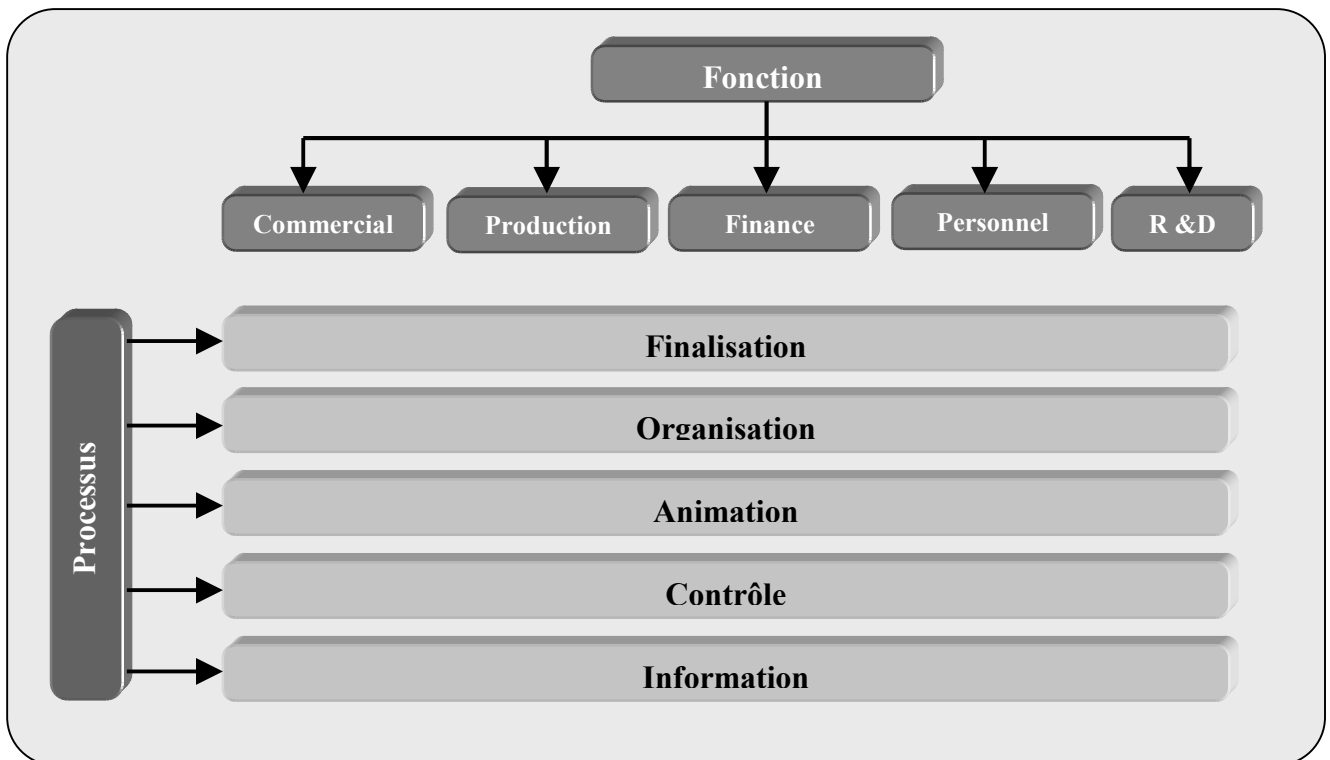 Fonction
Commercial
Production
Finance
Personnel
R &D
Processus
Finalisation
Organisation
Animation
Contrôle
Information